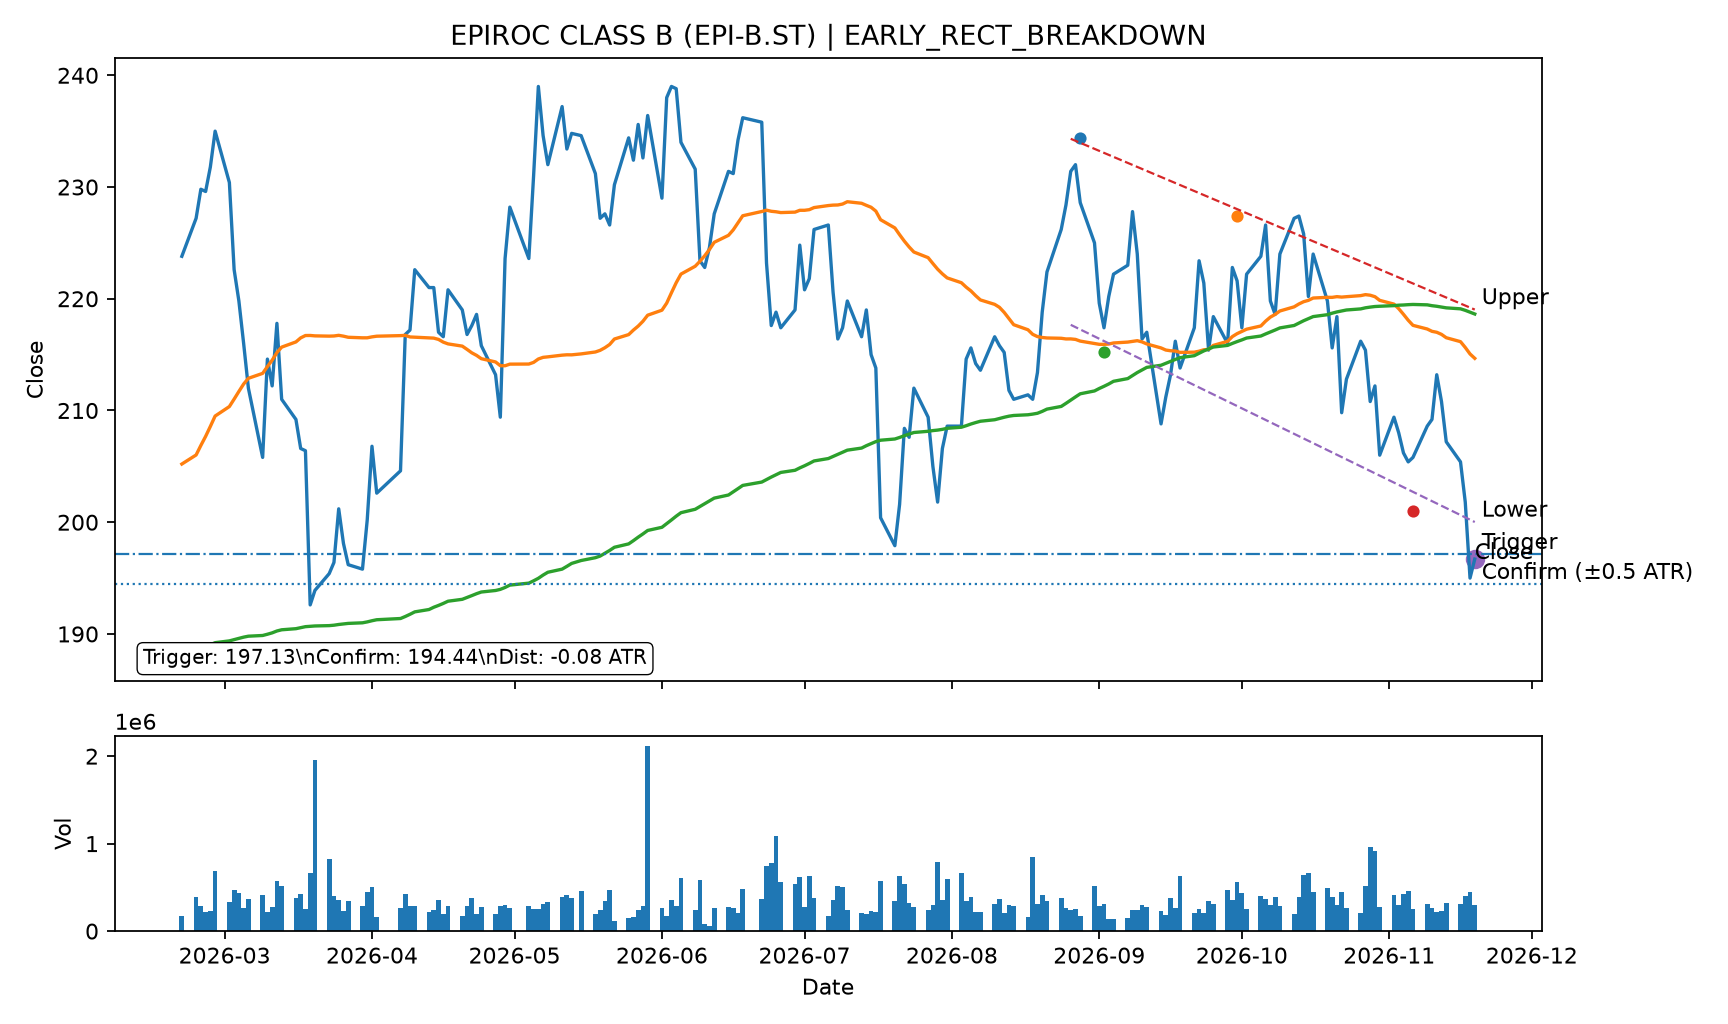 EPIROC CLASS B (EPI-B.ST) | EARLY_RECT_BREAKDOWN
240
230
220
210
200
190
Close
Upper
Lower
Trigger
Close
Confirm (±0.5 ATR)
Trigger: 197.13\nConfirm: 194.44\nDist: -0.08 ATR
1e6
2
1
0
Vol
2026-03
2026-04
2026-05
2026-06
2026-07
2026-08
2026-09
2026-10
2026-11
2026-12
Date